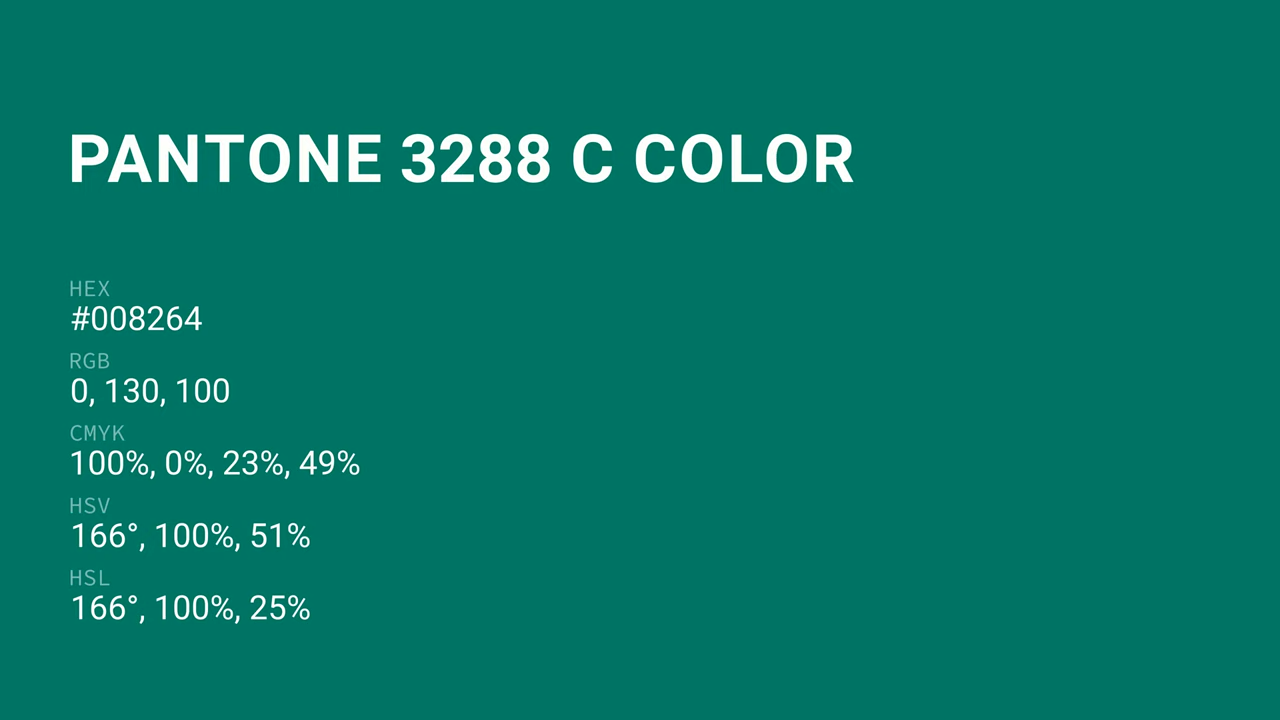 PANTONE 3288 C COLOR
HEX
#008264
RGB
0, 130, 100
CMYK
100%, 0%, 23%, 49%
HSV
166°, 100%, 51%
HSL
166°, 100%, 25%